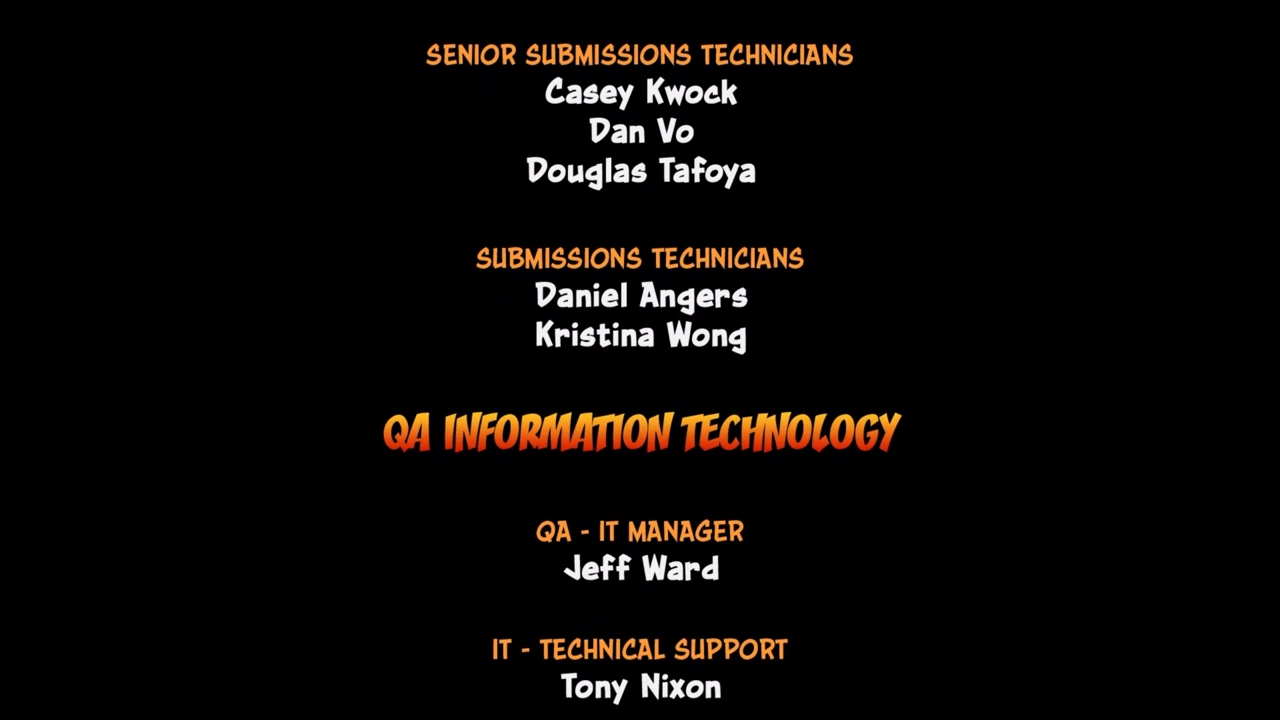 SENIOR SUBMISSIONS TECHNICIANS
Casey Kwock
Dan Vo
Douglas Tafoya
SUBMISSIONS TECHNICIANS
Daniel Angers
Kristina Wong
QA INFORMATION TECHNOLOGY
QA - IT MANAGER
Jeff Ward
IT - TECHNICAL SUPPORT
Tony Nixon